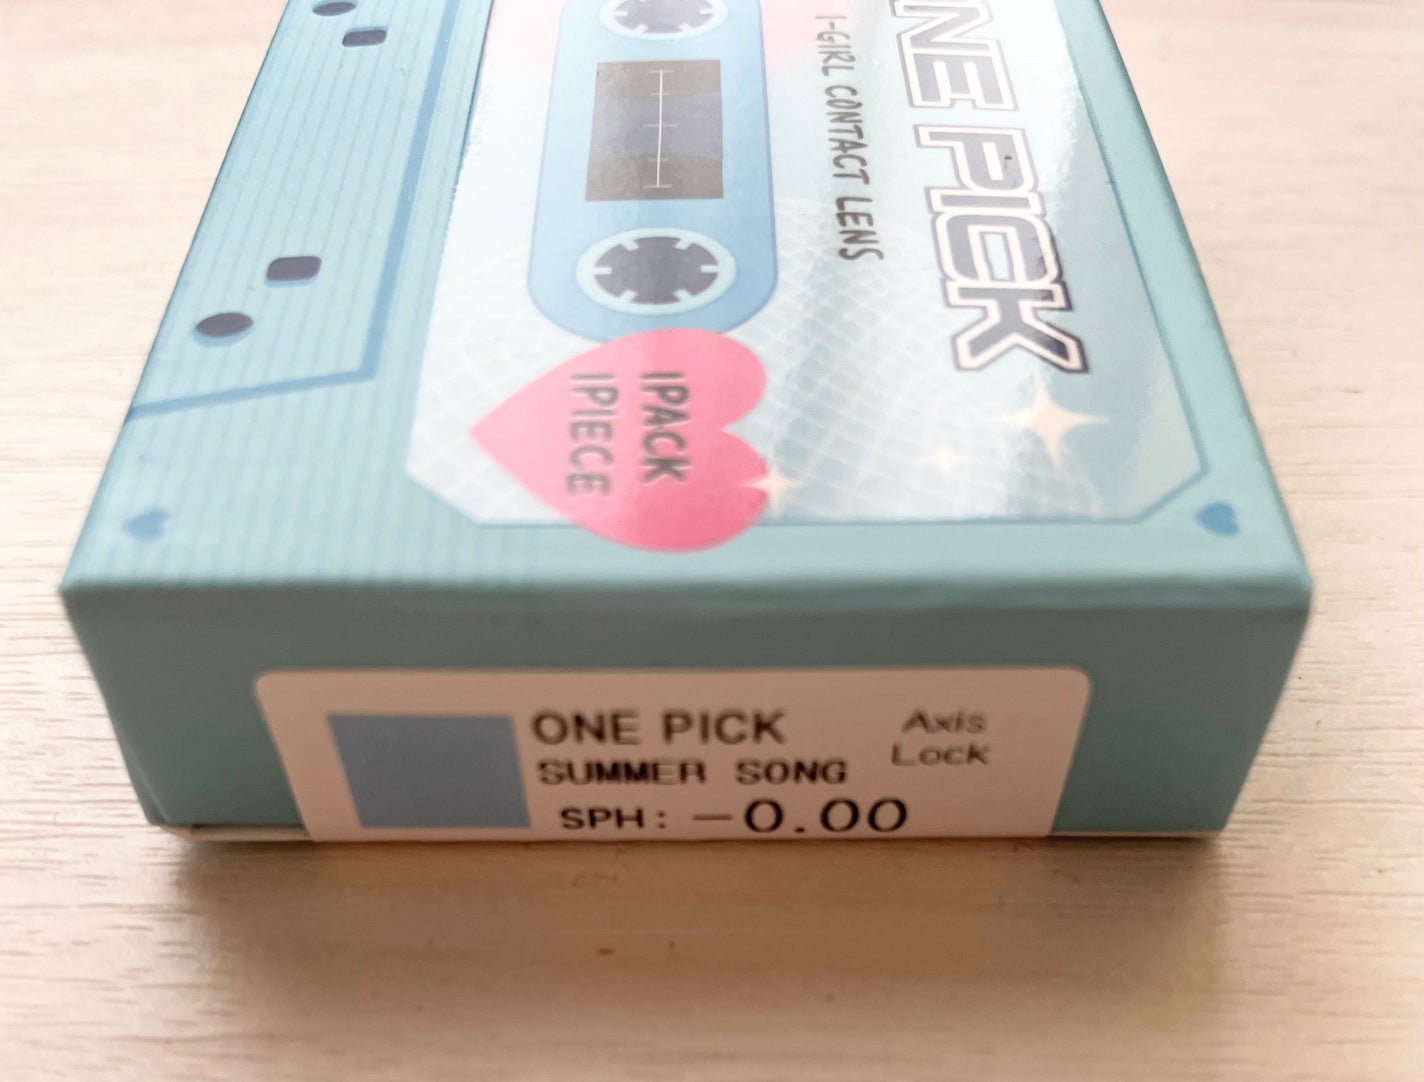 ONE PICK
I-GIRL CONTACT LENS
1PACK
1PIECE
ONE PICK
SUMMER SONG
SPH: -0.00
Axis
Lock